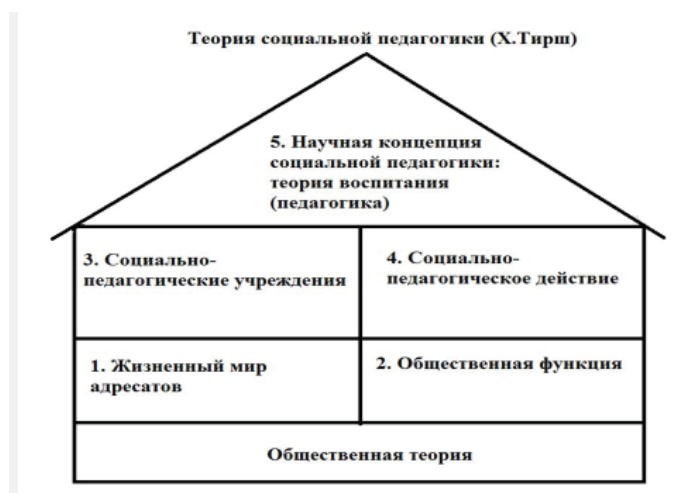 Теория социальной педагогики (Х.Тирш)
5. Научная концепция
социальной педагогики:
теория воспитания
(педагогика)
3. Социально-
педагогические учреждения
4. Социально-
педагогическое действие
1. Жизненный мир
адресатов
2. Общественная функция
Общественная теория